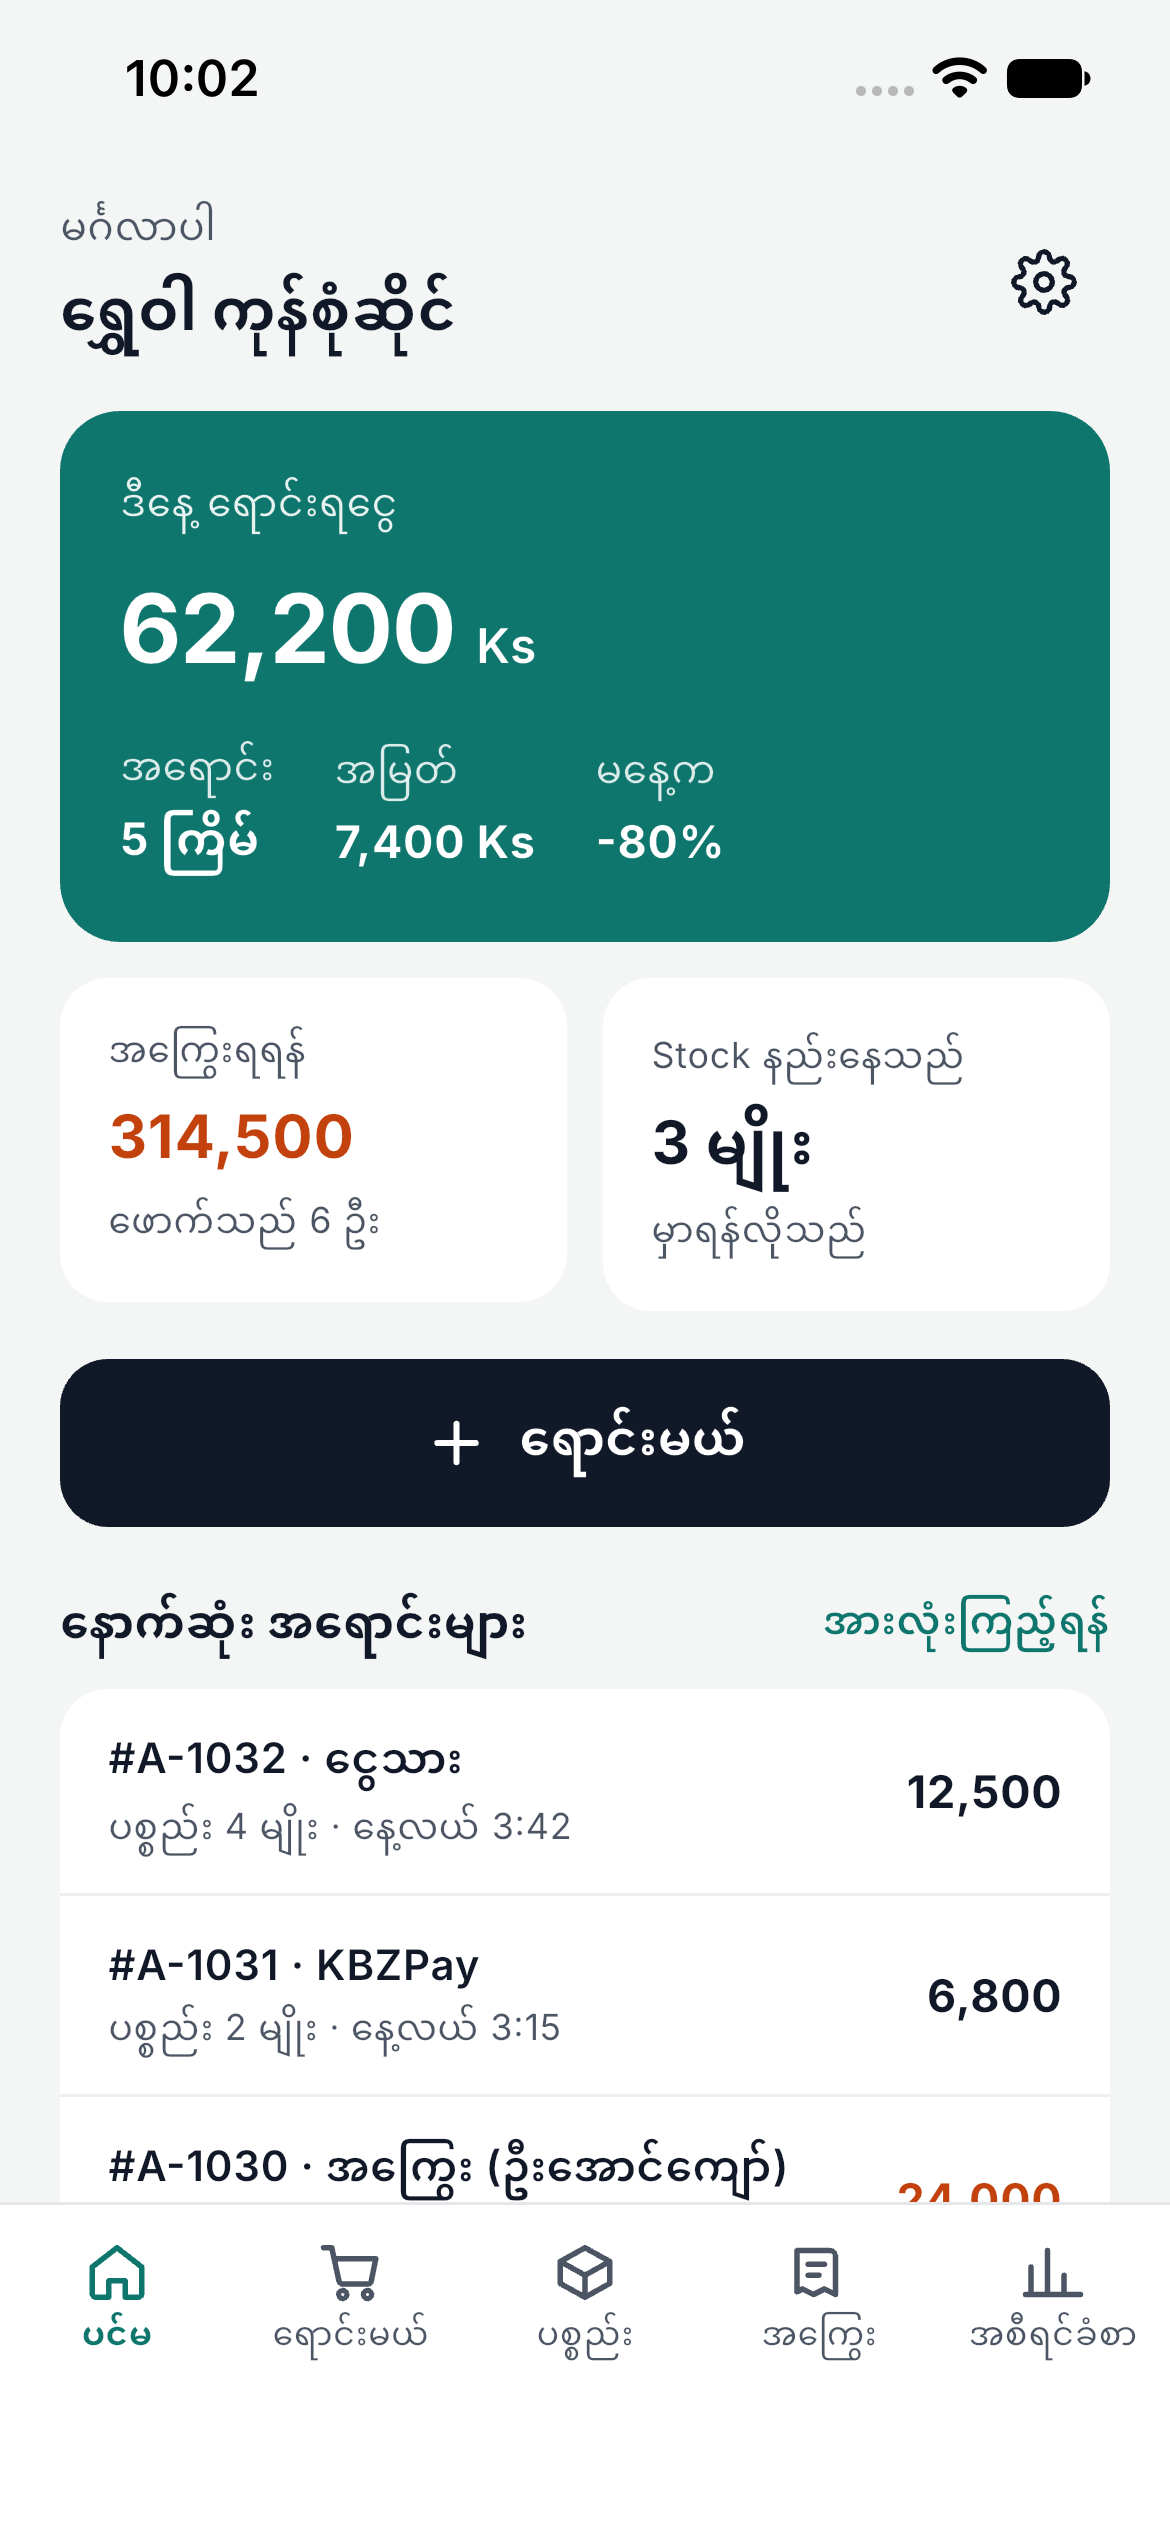 10:02
မင်္ဂလာပါ
ရွှေဝါ ကုန်စုံဆိုင်
ဒီနေ့ ရောင်းရငွေ
62,200 Ks
အရောင်း အမြတ် မနေ့က
5 ကြိမ် 7,400 Ks -80%
အကြွေးရရန်
314,500
ဖောက်သည် 6 ဦး
Stock နည်းနေသည်
3 မျိုး
မှာရန်လိုသည်
ရောင်းမယ်
နောက်ဆုံး အရောင်းများ အားလုံးကြည့်ရန်
#A-1032 · ငွေသား
ပစ္စည်း 4 မျိုး · နေ့လယ် 3:42
12,500
#A-1031 · KBZPay
ပစ္စည်း 2 မျိုး · နေ့လယ် 3:15
6,800
#A-1030 · အကြွေး (ဦးအောင်ကျော်)
24,000
ပင်မ ရောင်းမယ် ပစ္စည်း အကြွေး အစီရင်ခံစာ